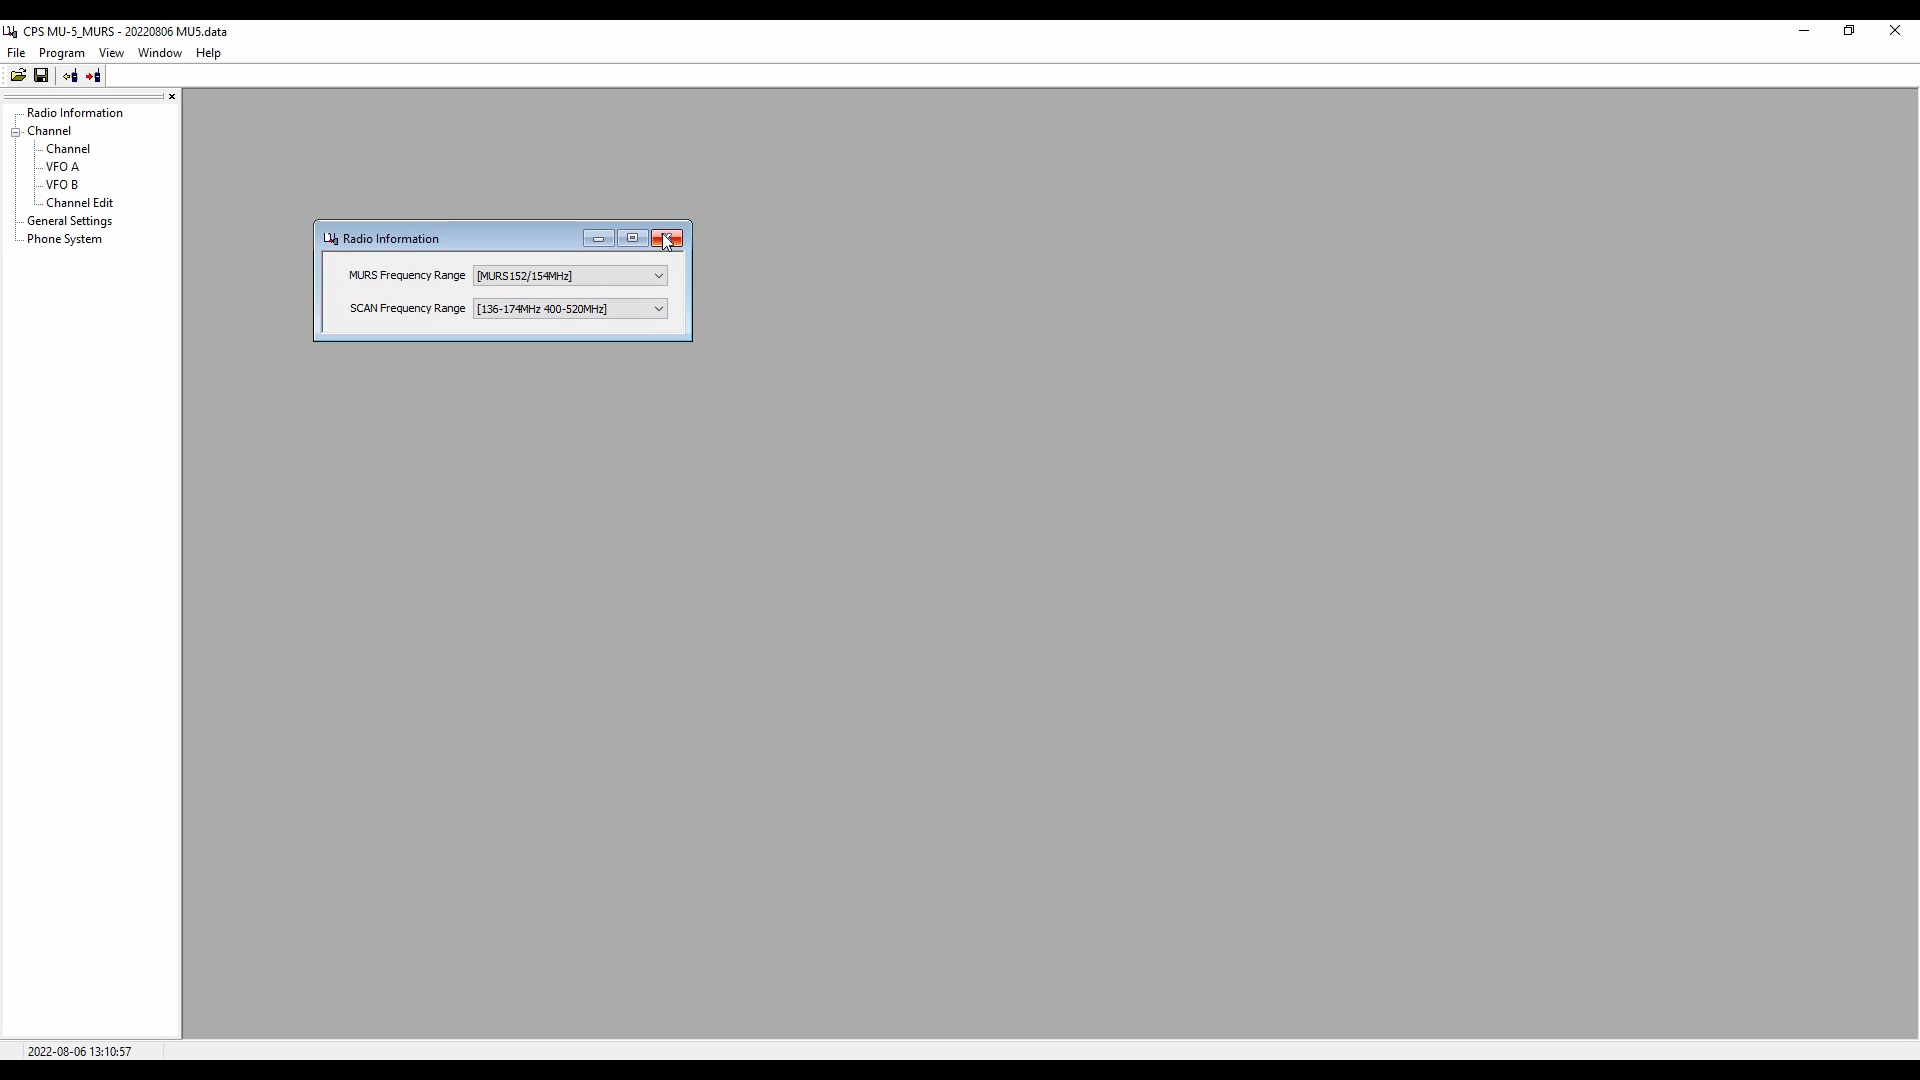 CPS MU-5_MURS - 20220806 MU5.data
File Program View Window Help
Radio Information
Channel
Channel
VFO A
VFO B
Channel Edit
General Settings
Phone System
Radio Information
MURS Frequency Range [MURS152/154MHz]
SCAN Frequency Range [136-174MHz 400-520MHz]
2022-08-06 13:10:57